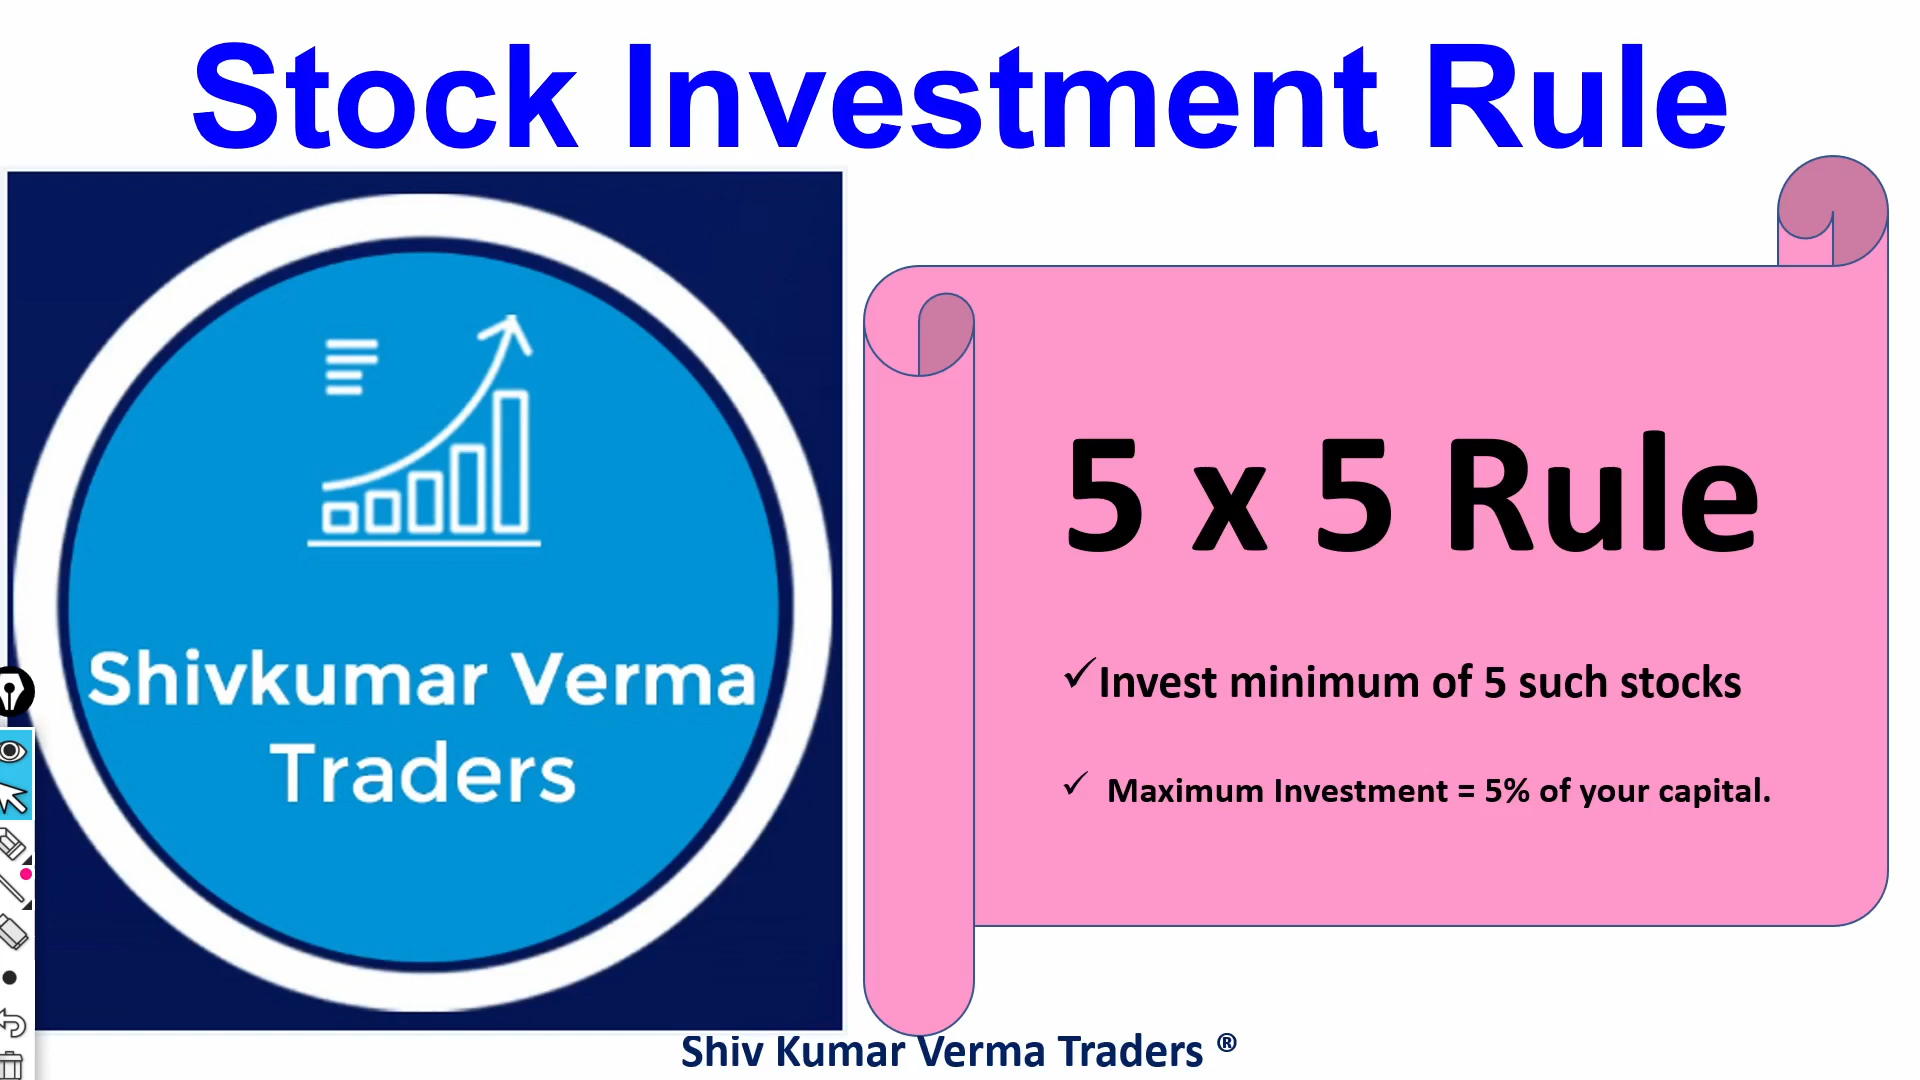 Stock Investment Rule
Shivkumar Verma
Traders
5 x 5 Rule
✓Invest minimum of 5 such stocks
✓ Maximum Investment = 5% of your capital.
Shiv Kumar Verma Traders ®